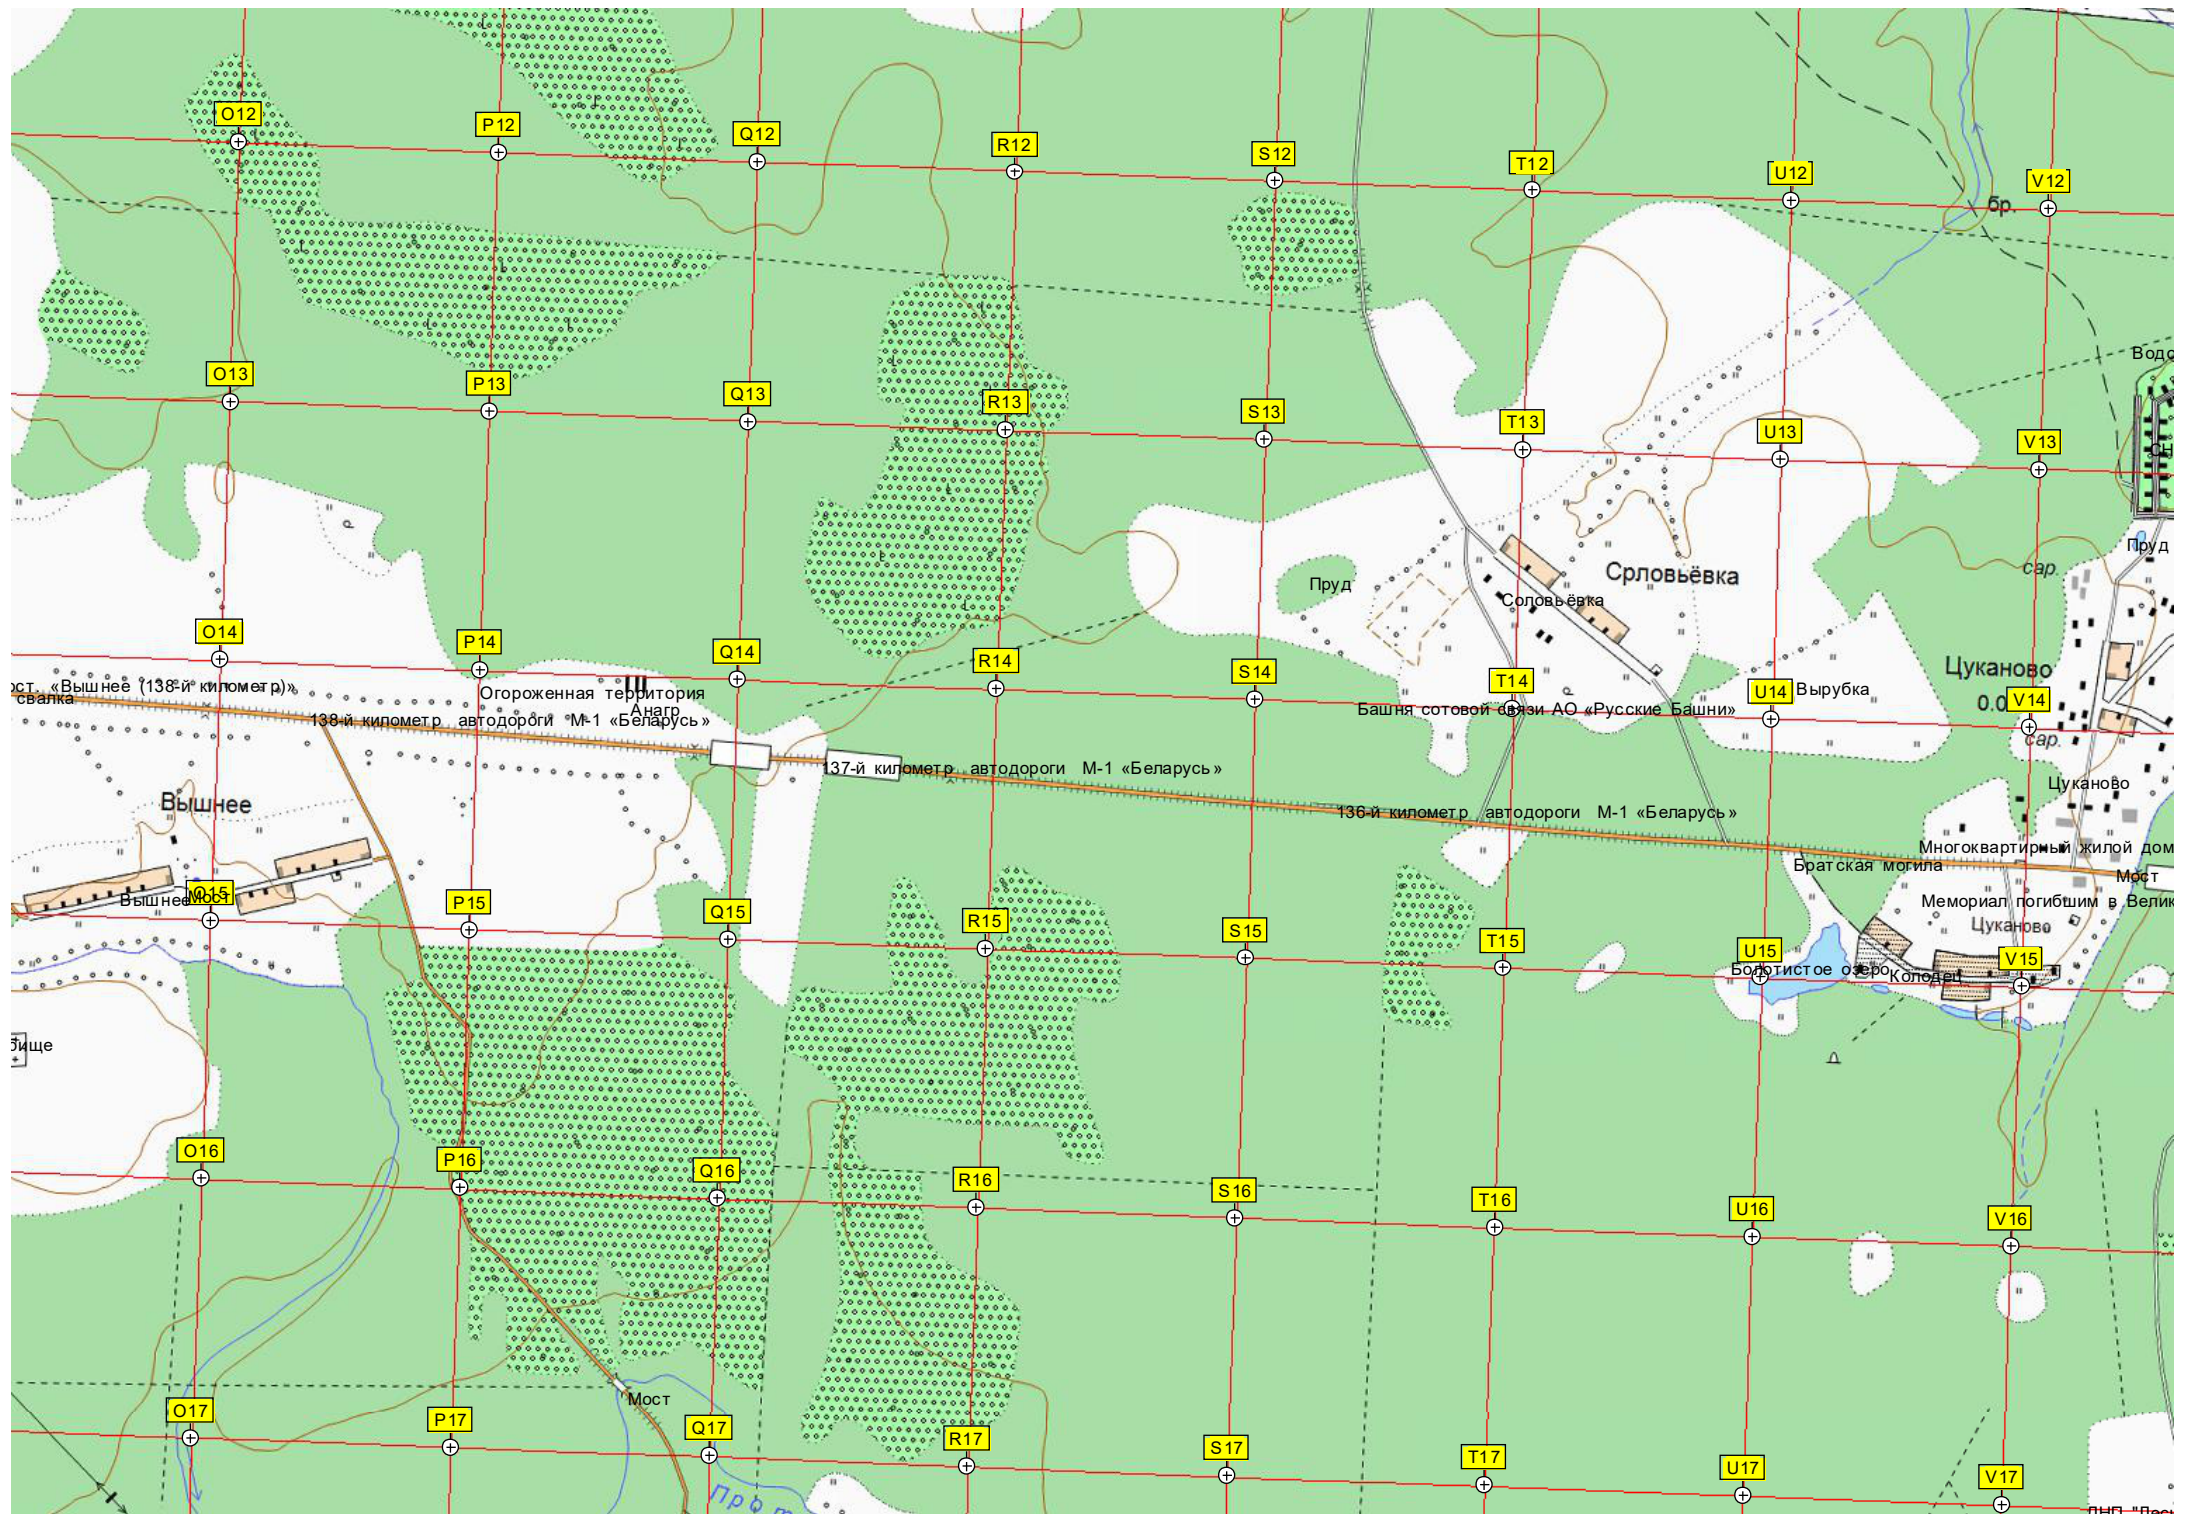 O12
P12
Q12
R12
S12
T12
U12
V12
бр.
O13
P13
Q13
R13
S13
T13
U13
V13
Пруд
сар.
Срловьёвка
Пруд
Соловьёвка
O14
P14
Q14
R14
S14
T14
U14
V14
Цуканово
Вырубка
«Вышнее (138-й километр)»
свалка
Огороженная территория
Анагр
138-й километр автодороги М-1 «Беларусь»
Башня сотовой связи АО «Русские Башни»
сар.
137-й километр автодороги М-1 «Беларусь»
Цуканово
136-й километр автодороги М-1 «Беларусь»
Вышнее
Многоквартирный жилой дом
Братская могила
Мост
Вышнее
Мост
Мемориал погибшим в
Цуканово
O15
P15
Q15
R15
S15
T15
U15
V15
Болотистое озеро
Колодец
O16
P16
Q16
R16
S16
T16
U16
V16
Мост
O17
P17
Q17
R17
S17
T17
U17
V17